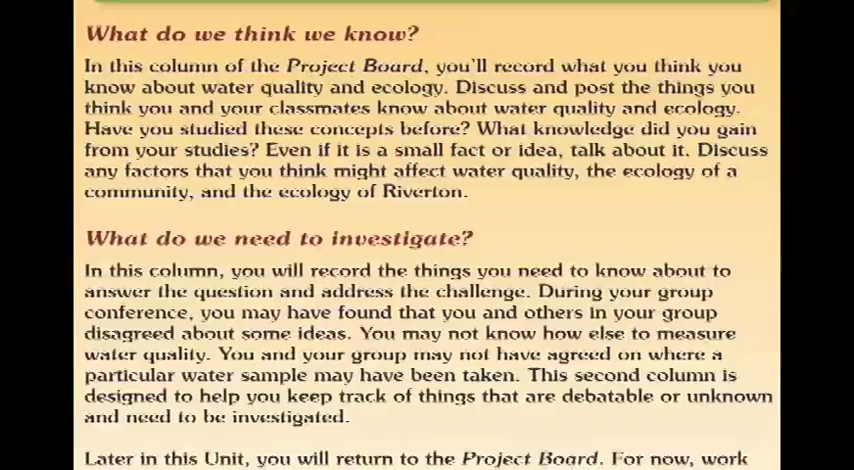 What do we think we know?
In this column of the Project Board, you'll record what you think you
know about water quality and ecology. Discuss and post the things you
think you and your classmates know about water quality and ecology.
Have you studied these concepts before? What knowledge did you gain
from your studies? Even if it is a small fact or idea, talk about it. Discuss
any factors that you think might affect water quality, the ecology of a
community, and the ecology of Riverton.
What do we need to investigate?
In this column, you will record the things you need to know about to
answer the question and address the challenge. During your group
conference, you may have found that you and others in your group
disagreed about some ideas. You may not know how else to measure
water quality. You and your group may not have agreed on where a
particular water sample may have been taken. This second column is
designed to help you keep track of things that are debatable or unknown
and need to be investigated.
Later in this Unit, you will return to the Project Board. For now, work